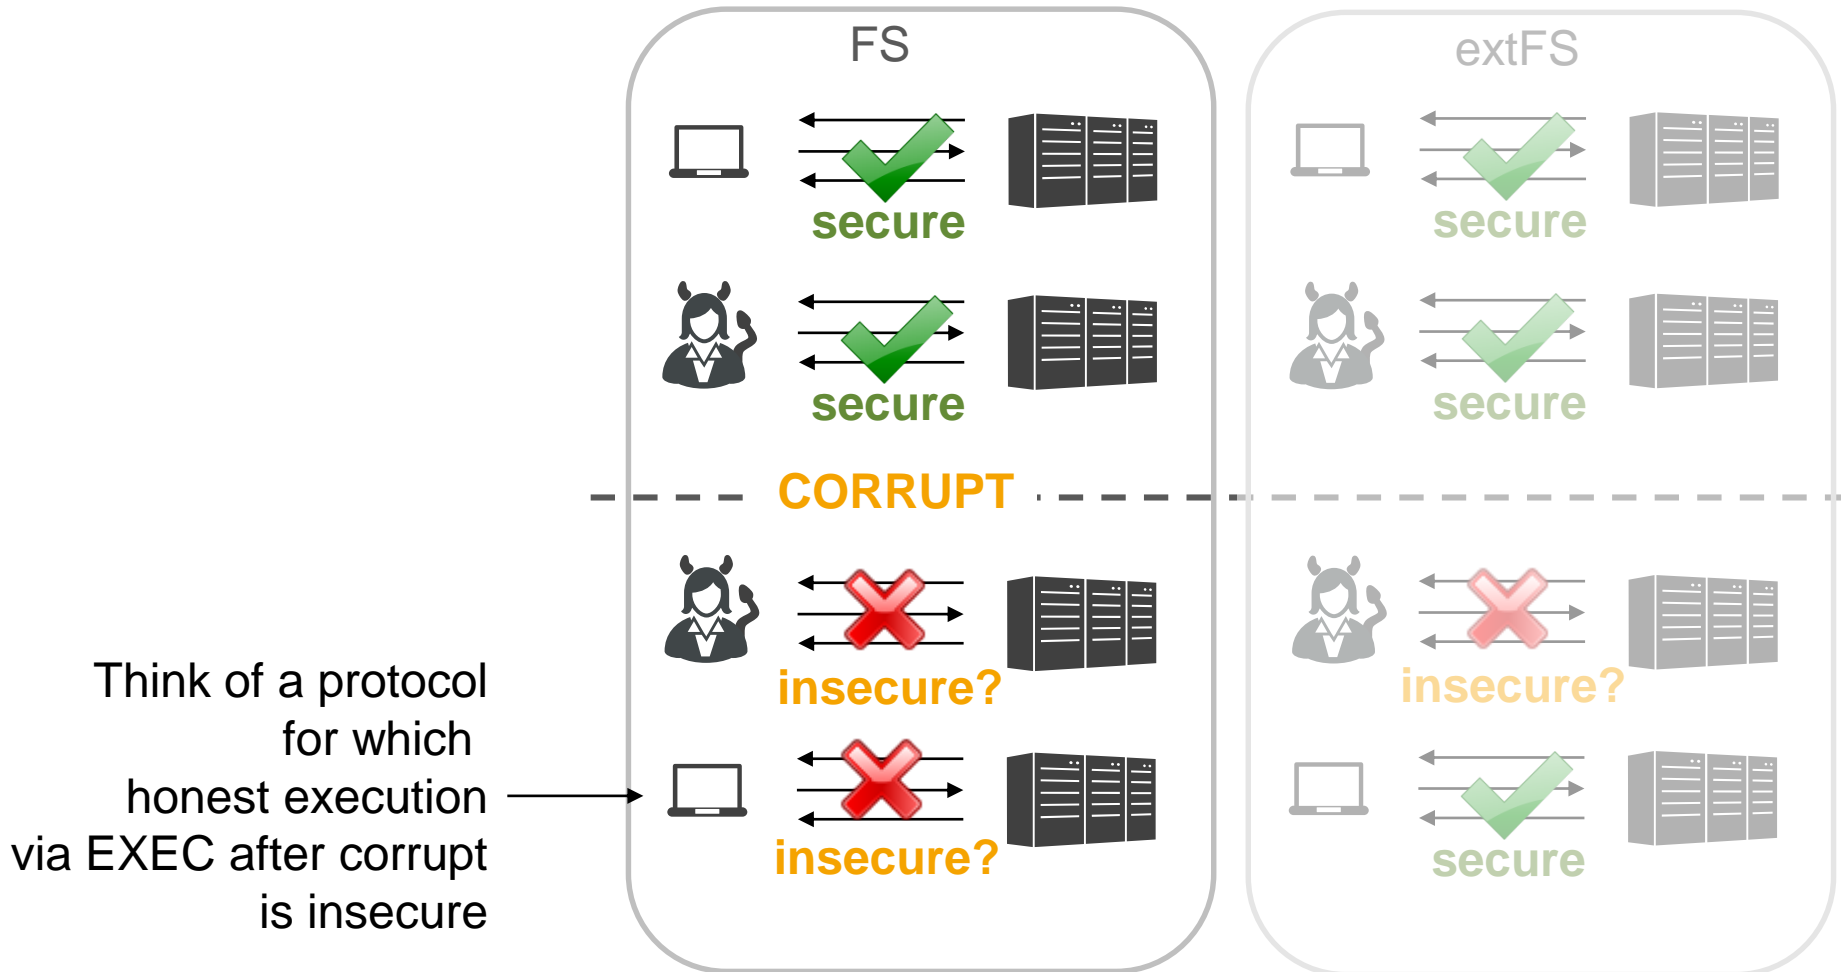 FS
extFS
secure
secure
secure
secure
CORRUPT
insecure?
insecure?
Think of a protocol
for which
honest execution
via EXEC after corrupt
is insecure
insecure?
secure